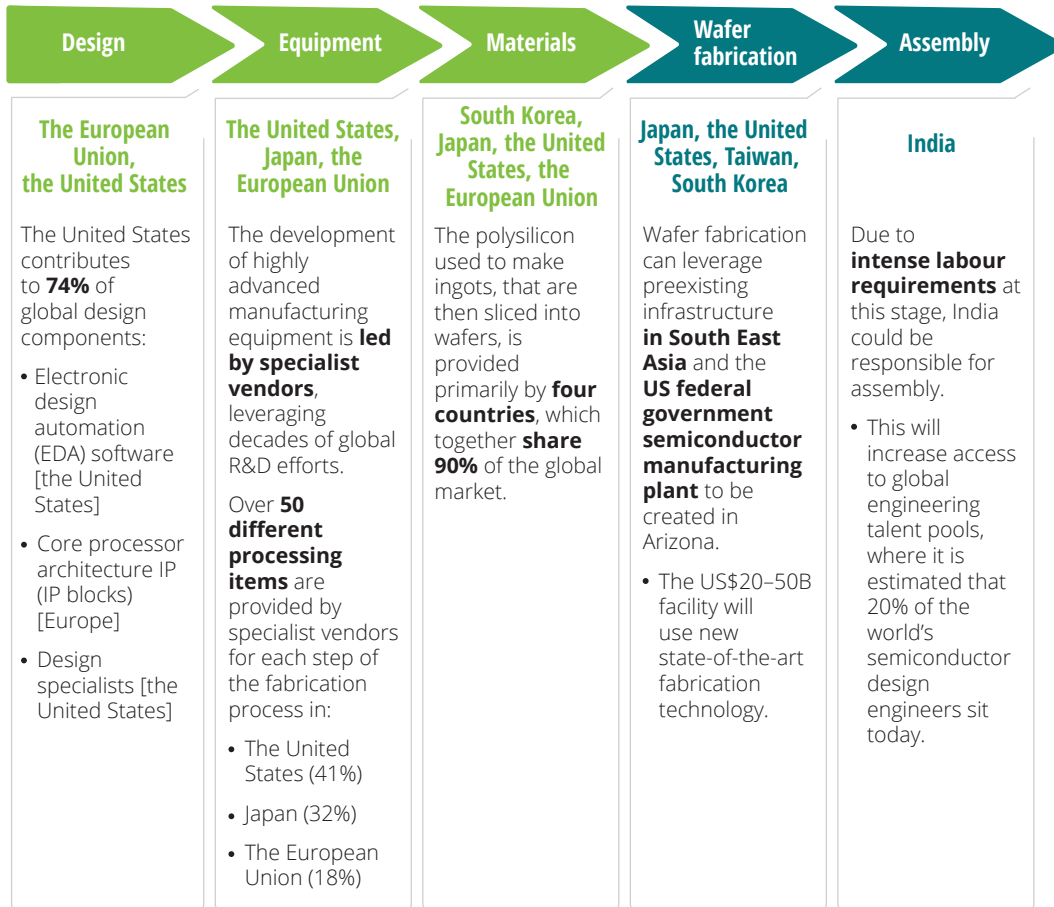 Design
Equipment
Materials
Wafer
fabrication
Assembly
The European
Union,
the United States
The United States
contributes
to 74% of
global design
components:
• Electronic
design
automation
(EDA) software
[the United
States]
• Core processor
architecture IP
(IP blocks)
[Europe]
• Design
specialists [the
United States]
The United States,
Japan, the
European Union
The development
of highly
advanced
manufacturing
equipment is led
by specialist
vendors,
leveraging
decades of global
R&D efforts.
Over 50
different
processing
items are
provided by
specialist vendors
for each step of
the fabrication
process in:
• The United
States (41%)
• Japan (32%)
• The European
Union (18%)
South Korea,
Japan, the United
States, the
European Union
The polysilicon
used to make
ingots, that are
then sliced into
wafers, is
provided
primarily by four
countries, which
together share
90% of the global
market.
Japan, the United
States, Taiwan,
South Korea
Wafer fabrication
can leverage
preexisting
infrastructure
in South East
Asia and the
US federal
government
semiconductor
manufacturing
plant to be
created in
Arizona.
• The US$20–50B
facility will
use new
state-of-the-art
fabrication
technology.
India
Due to
intense labour
requirements at
this stage, India
could be
responsible for
assembly.
• This will
increase access
to global
engineering
talent pools,
where it is
estimated that
20% of the
world's
semiconductor
design
engineers sit
today.